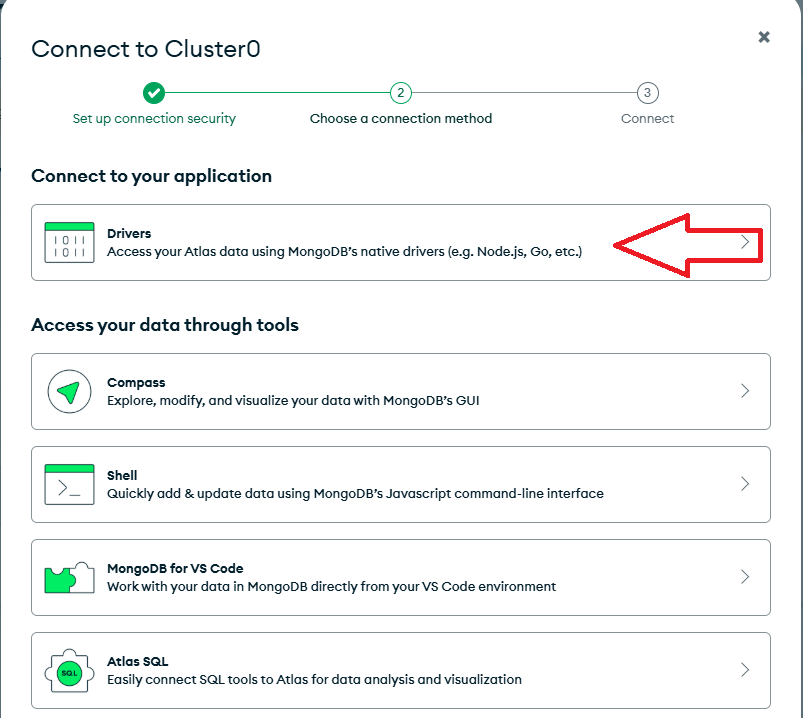 Connect to Cluster0
2
3
Set up connection security
Choose a connection method
Connect
Connect to your application
1011
1011
Drivers
Access your Atlas data using MongoDB's native drivers (e.g. Node.js, Go, etc.)
Access your data through tools
Compass
Explore, modify, and visualize your data with MongoDB's GUI
>_
Shell
Quickly add & update data using MongoDB's Javascript command-line interface
MongoDB for VS Code
Work with your data in MongoDB directly from your VS Code environment
SQL
Atlas SQL
Easily connect SQL tools to Atlas for data analysis and visualization